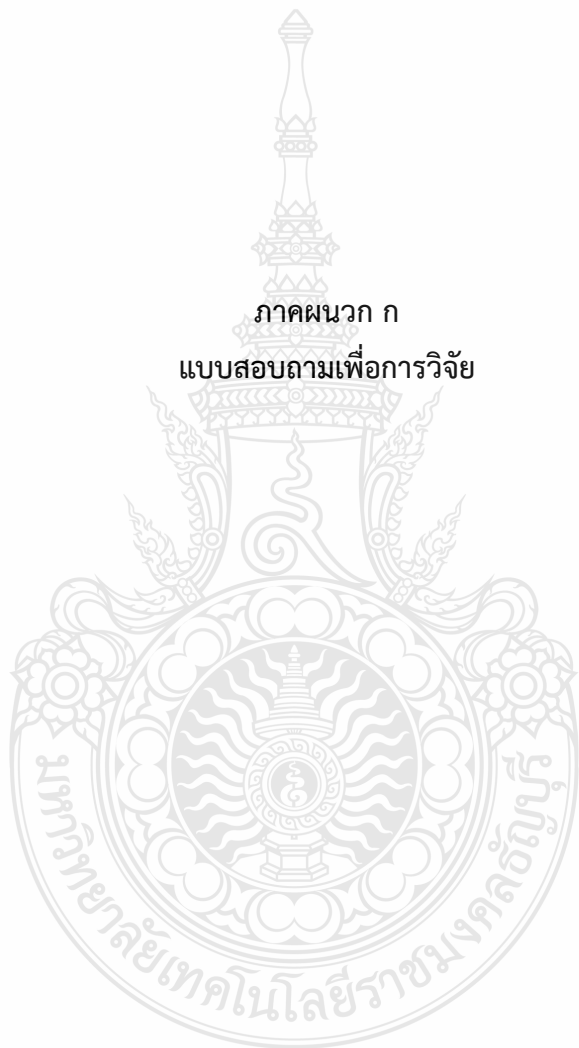 ภาคผนวก ก
แบบสอบถามเพื่อการวิจัย
มหาวิทยาลัยเทคโนโลยีราชมงคลธัญบุรี